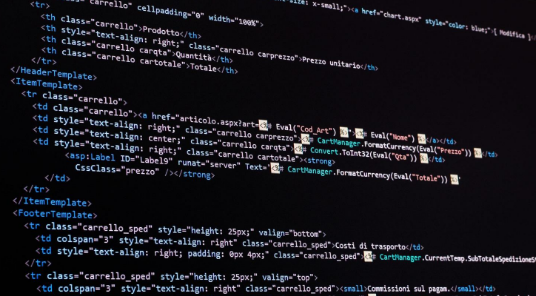 cellpadding="0" width="100%">
size: x-small;"><a href="chart.aspx" style="color: blue;">[ Modifica ]</a>
<tr>
<th class="carrello">Prodotto</th>
<th style="text-align: right;" class="carrello carprezzo">Prezzo unitario</th>
<th class="carrello carqta">Quantità</th>
<th class="carrello cartotale">Totale</th>
</tr>
</HeaderTemplate>
<ItemTemplate>
<tr class="carrello">
<td class="carrello"><a href="articolo.aspx?art=<%# Eval("Cod_Art") %>"><%# Eval("Nome") %></a></td>
<td style="text-align: right;" class="carrello carprezzo"><%# CartManager.FormatCurrency(Eval("Prezzo")) %></td>
<td style="text-align: center;" class="carrello carqta"><%# Convert.ToInt32(Eval("Qta")) %></td>
<td style="text-align: right;" class="carrello cartotale"><strong>
<asp:Label ID="Label9" runat="server" Text='<%# CartManager.FormatCurrency(Eval("Totale")) %>'
CssClass="prezzo" /></strong>
</td>
</tr>
</ItemTemplate>
<FooterTemplate>
<tr class="carrello_sped" style="height: 25px;" valign="bottom">
<td colspan="3" style="text-align: right" class="carrello_sped">Costi di trasporto</td>
<td style="text-align: right; padding: 0px 4px;" class="carrello_sped"><%# CartManager.CurrentTemp.SubTotaleSpedizione
</tr>
<tr class="carrello_sped" style="height: 25px;" valign="top">
<td colspan="3" style="text-align: right" class="carrello_sped"><small>Commissioni sul pagam.</small></td>